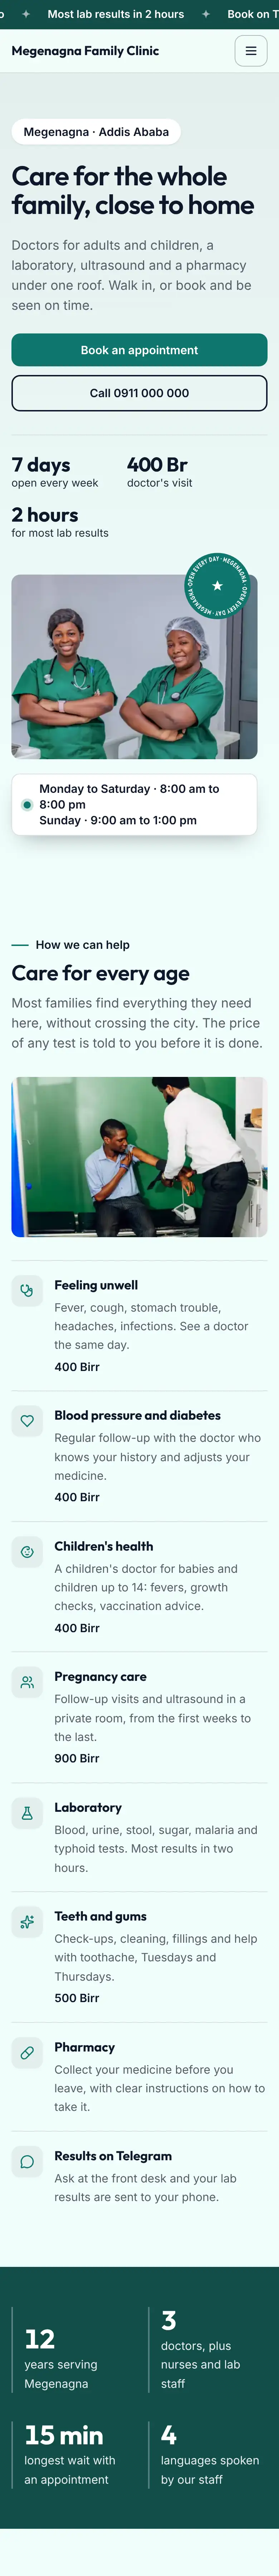 Most lab results in 2 hours
Book on T
Megenagna Family Clinic
Megenagna · Addis Ababa
Care for the whole
family, close to home
Doctors for adults and children, a
laboratory, ultrasound and a pharmacy
under one roof. Walk in, or book and be
seen on time.
Book an appointment
Call 0911 000 000
7 days
open every week
400 Br
doctor's visit
2 hours
for most lab results
OPEN EVERY DAY · MEGENAGNA · OPEN EVERY DAY · MEGENAGNA ·
Monday to Saturday · 8:00 am to
8:00 pm
Sunday · 9:00 am to 1:00 pm
How we can help
Care for every age
Most families find everything they need
here, without crossing the city. The price
of any test is told to you before it is done.
Feeling unwell
Fever, cough, stomach trouble,
headaches, infections. See a doctor
the same day.
400 Birr
Blood pressure and diabetes
Regular follow-up with the doctor who
knows your history and adjusts your
medicine.
400 Birr
Children's health
A children's doctor for babies and
children up to 14: fevers, growth
checks, vaccination advice.
400 Birr
Pregnancy care
Follow-up visits and ultrasound in a
private room, from the first weeks to
the last.
900 Birr
Laboratory
Blood, urine, stool, sugar, malaria and
typhoid tests. Most results in two
hours.
Teeth and gums
Check-ups, cleaning, fillings and help
with toothache, Tuesdays and
Thursdays.
500 Birr
Pharmacy
Collect your medicine before you
leave, with clear instructions on how to
take it.
Results on Telegram
Ask at the front desk and your lab
results are sent to your phone.
12
years serving
Megenagna
3
doctors, plus
nurses and lab
staff
15 min
longest wait with
an appointment
4
languages spoken
by our staff